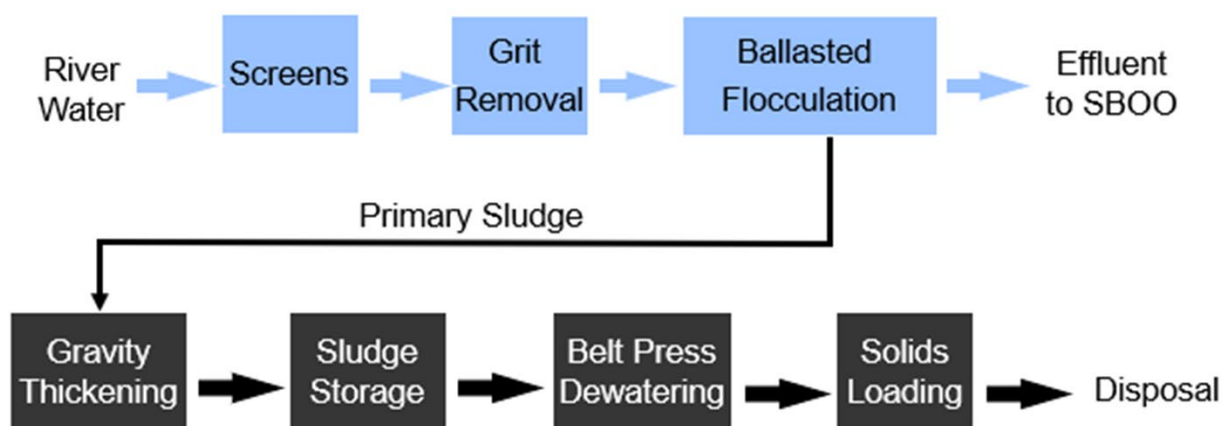 River
Water
Screens
Grit
Removal
Ballasted
Flocculation
Effluent
to SBOO
Primary Sludge
Gravity
Thickening
Sludge
Storage
Belt Press
Dewatering
Solids
Loading
Disposal